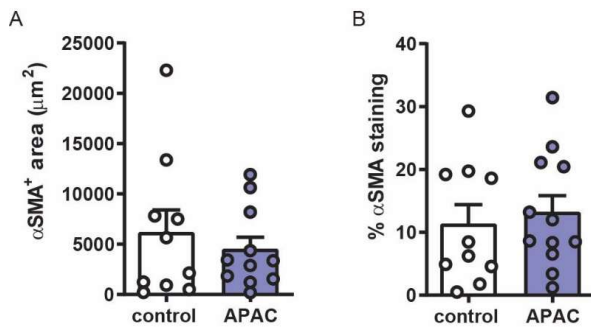 A
αSMA⁺ area (μm²)
25000
20000
15000
10000
5000
0
control
APAC
B
% αSMA staining
40
30
20
10
0
control
APAC